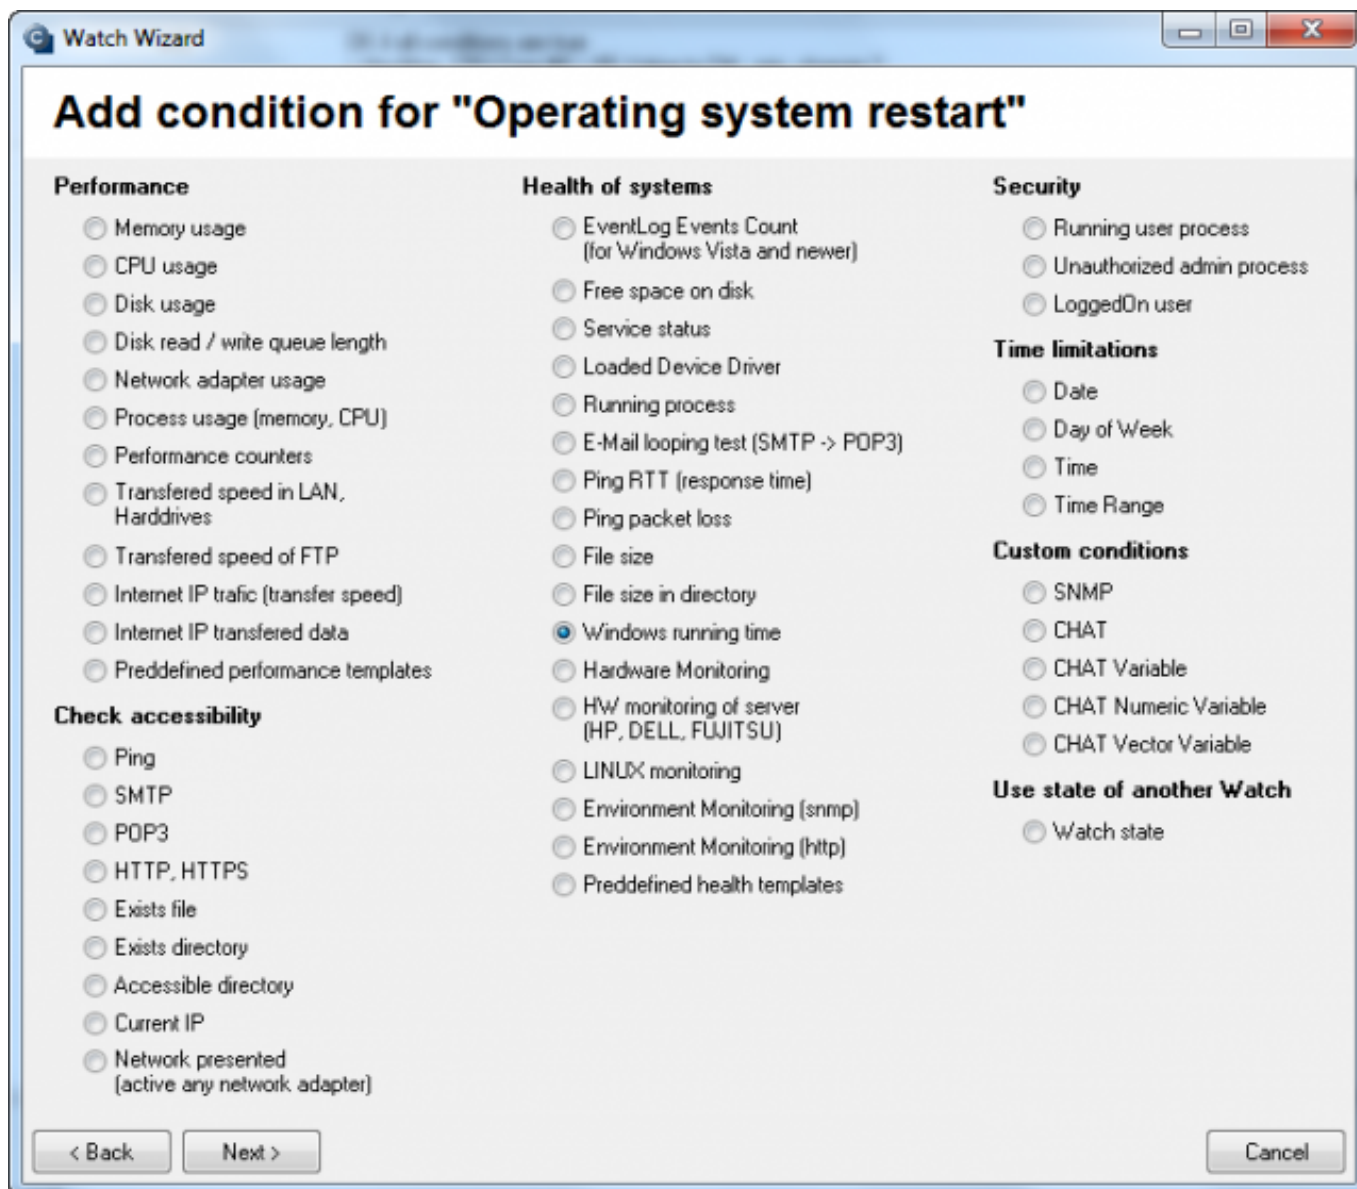 Watch Wizard
Add condition for "Operating system restart"
Performance
Memory usage
CPU usage
Disk usage
Disk read / write queue length
Network adapter usage
Process usage (memory, CPU)
Performance counters
Transfered speed in LAN,
Harddrives
Transfered speed of FTP
Internet IP trafic (transfer speed)
Internet IP transfered data
Preddefined performance templates
Check accessibility
Ping
SMTP
POP3
HTTP, HTTPS
Exists file
Exists directory
Accessible directory
Current IP
Network presented
(active any network adapter)
Health of systems
EventLog Events Count
(for Windows Vista and newer)
Free space on disk
Service status
Loaded Device Driver
Running process
E-Mail looping test (SMTP -> POP3)
Ping RTT (response time)
Ping packet loss
File size
File size in directory
Windows running time
Hardware Monitoring
HW monitoring of server
(HP, DELL, FUJITSU)
LINUX monitoring
Environment Monitoring (snmp)
Environment Monitoring (http)
Preddefined health templates
Security
Running user process
Unauthorized admin process
LoggedOn user
Time limitations
Date
Day of Week
Time
Time Range
Custom conditions
SNMP
CHAT
CHAT Variable
CHAT Numeric Variable
CHAT Vector Variable
Use state of another Watch
Watch state
< Back
Next >
Cancel